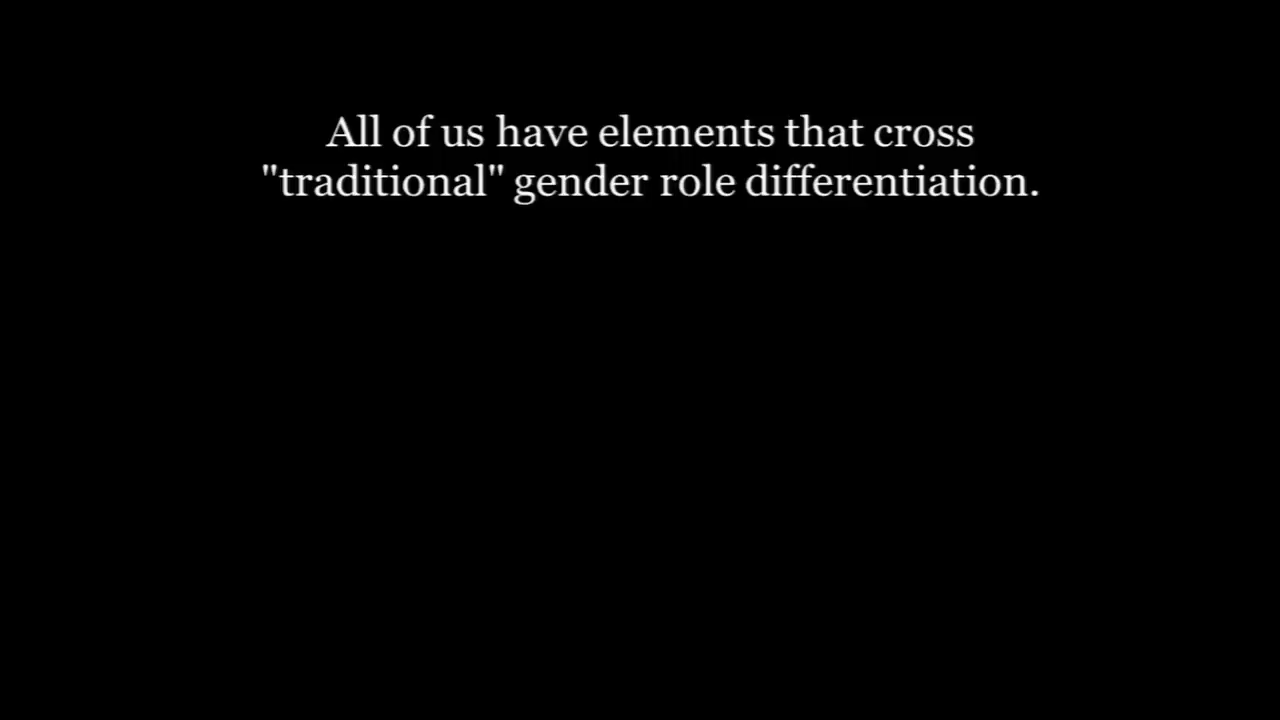 All of us have elements that cross
"traditional" gender role differentiation.